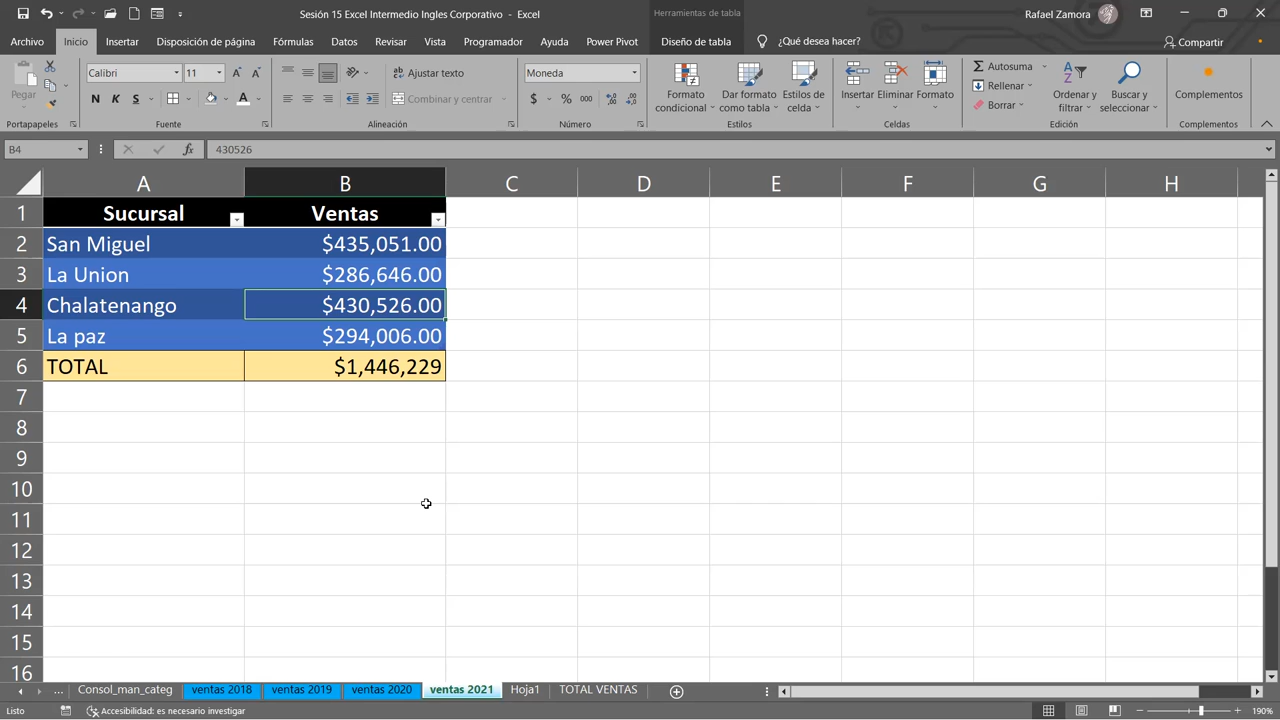 Sesión 15 Excel Intermedio Ingles Corporativo - Excel
Herramientas de tabla
Rafael Zamora
Archivo Inicio Insertar Disposición de página Fórmulas Datos Revisar Vista Programador Ayuda Power Pivot Diseño de tabla ¿Qué desea hacer? Compartir
Pegar
Calibri 11
N K S
Ajustar texto
Combinar y centrar
Moneda
$ % 000
Formato condicional
Dar formato como tabla
Estilos de celda
Insertar Eliminar Formato
Autosuma
Rellenar
Borrar
Ordenar y filtrar
Buscar y seleccionar
Complementos
Portapapeles Fuente Alineación Número Estilos Celdas Edición Complementos
B4 fx 430526
A B C D E F G H
1 Sucursal Ventas
2 San Miguel $435,051.00
3 La Union $286,646.00
4 Chalatenango $430,526.00
5 La paz $294,006.00
6 TOTAL $1,446,229
7
8
9
10
11
12
13
14
15
16
... Consol_man_categ ventas 2018 ventas 2019 ventas 2020 ventas 2021 Hoja1 TOTAL VENTAS
Listo Accesibilidad: es necesario investigar 190%